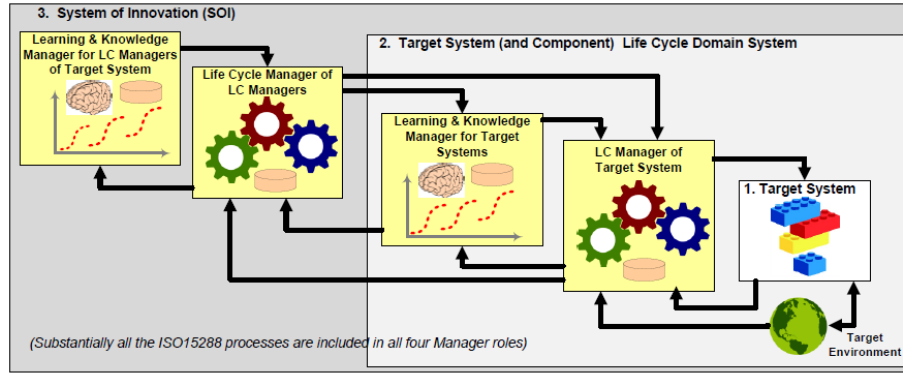 3.  System of Innovation (SOI)
Learning & Knowledge
Manager for LC Managers
of Target System
Life Cycle Manager of
LC Managers
2.  Target System (and Component)  Life Cycle Domain System
Learning & Knowledge
Manager for Target
Systems
LC Manager of
Target System
1. Target System
Target
Environment
(Substantially all the ISO15288 processes are included in all four Manager roles)